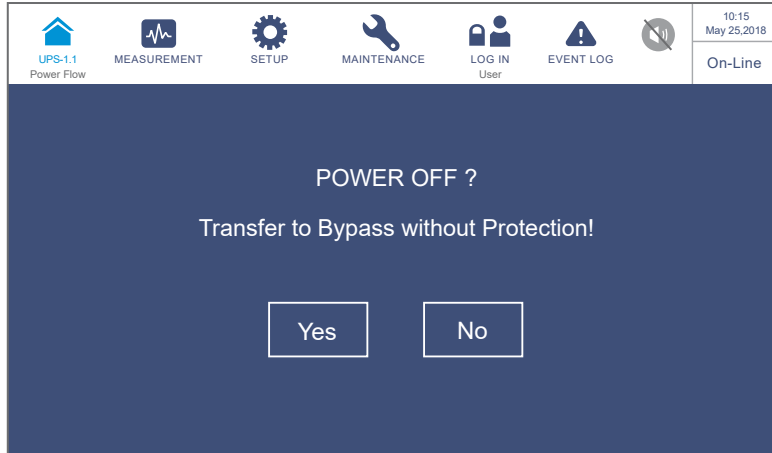 UPS-1.1
Power Flow
MEASUREMENT
SETUP
MAINTENANCE
LOG IN
User
EVENT LOG
10:15
May 25,2018
On-Line
POWER OFF ?
Transfer to Bypass without Protection!
Yes
No